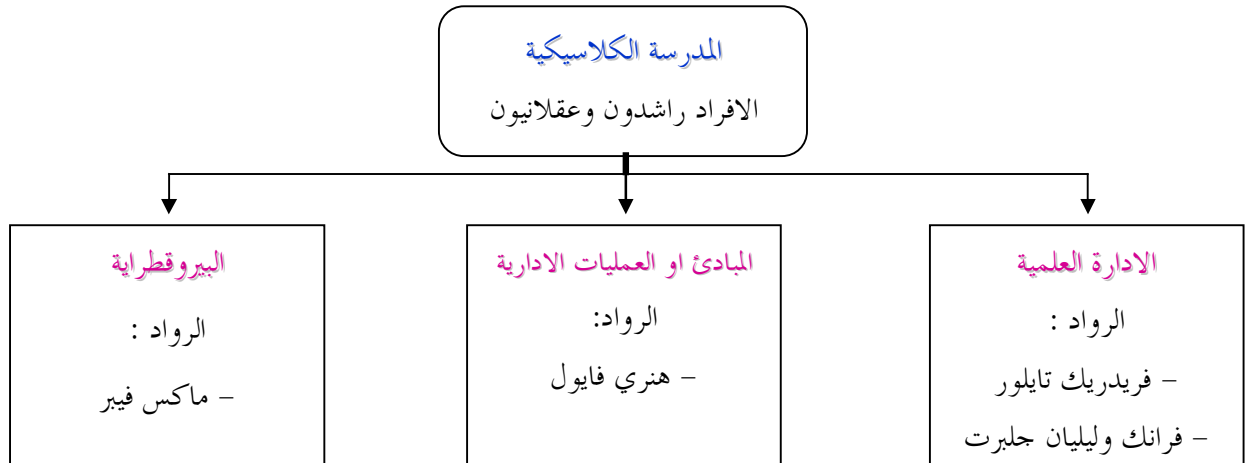 المدرسة الكلاسيكية
الافراد راشدون وعقلانيون
الادارة العلمية
الرواد :
– فريدريك تايلور
– فرانك وليليان جلبرت
المبادئ او العمليات الادارية
الرواد:
– هنري فايول
البيروقطراية
الرواد :
– ماكس فيبر